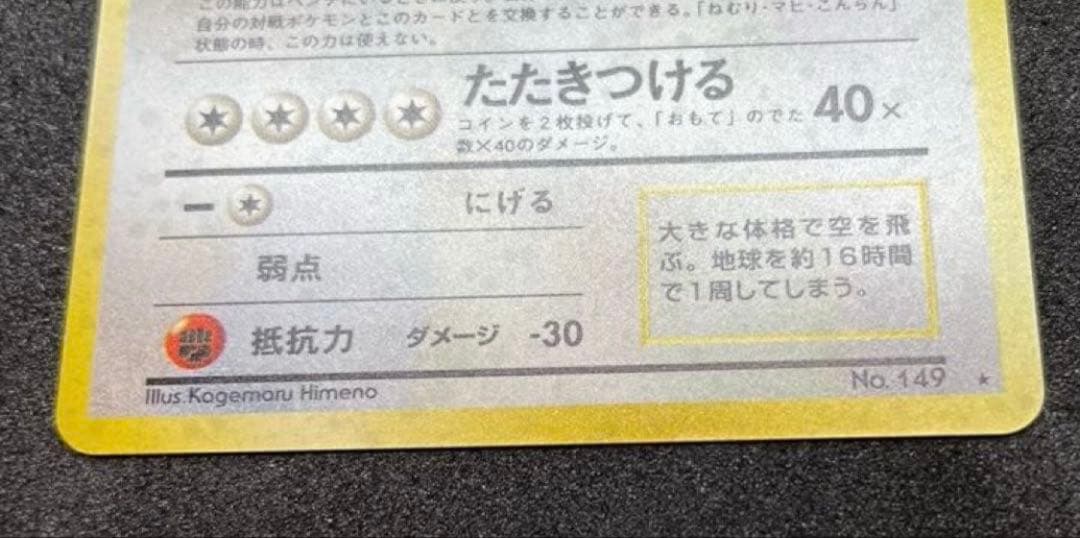 自分の対戦ポケモンとこのカードとを交換することができる。「ねむり・マヒ・こんらん」
状態の時、この力は使えない。
たたきつける
40×
コインを2枚投げて、「おもて」のでた
数×40のダメージ。
ー
にげる
弱点
抵抗力 ダメージ -30
大きな体格で空を飛
ぶ。地球を約16時間
で1周してしまう。
Illus. Kagemaru Himeno
No. 149 ★